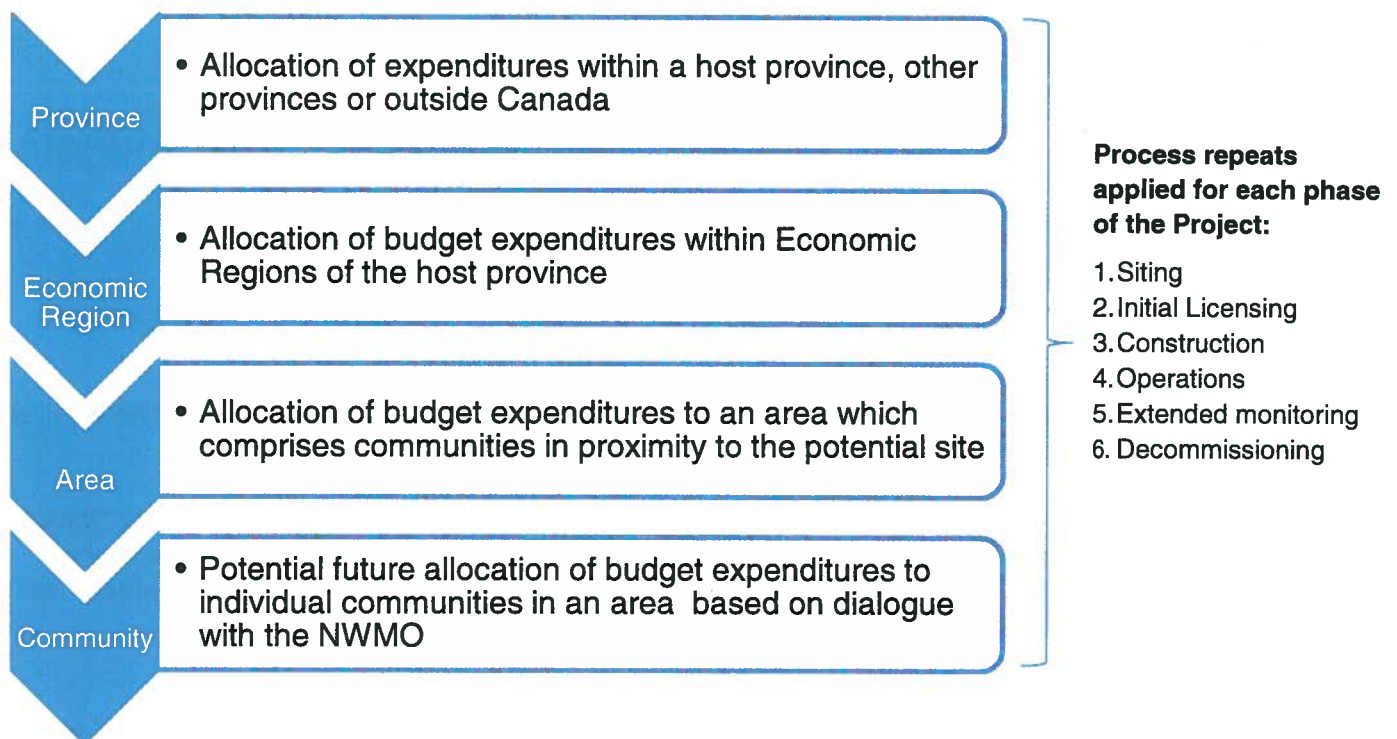 Province
• Allocation of expenditures within a host province, other
provinces or outside Canada
Economic
Region
• Allocation of budget expenditures within Economic
Regions of the host province
Area
• Allocation of budget expenditures to an area which
comprises communities in proximity to the potential site
Community
• Potential future allocation of budget expenditures to
individual communities in an area based on dialogue
with the NWMO
Process repeats
applied for each phase
of the Project:
1. Siting
2. Initial Licensing
3. Construction
4. Operations
5. Extended monitoring
6. Decommissioning